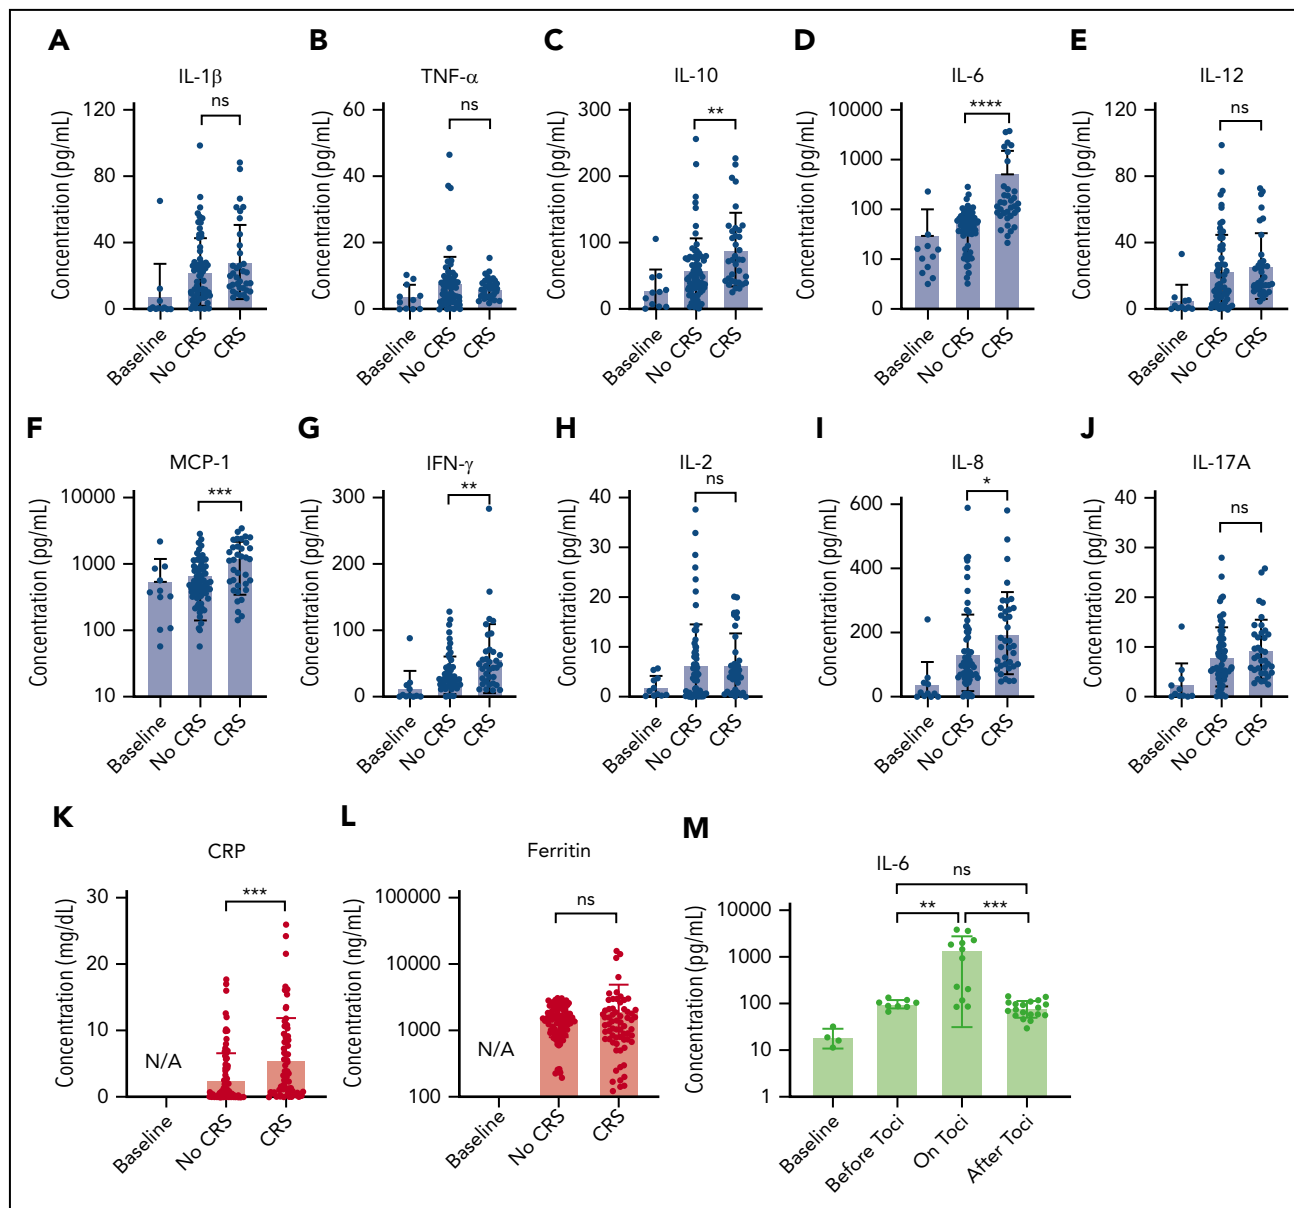 A B C D E
IL-1β TNF-α IL-10 IL-6 IL-12
Concentration (pg/mL)
120
80
40
0
ns
Baseline No CRS CRS
Concentration (pg/mL)
60
40
20
0
ns
Baseline No CRS CRS
Concentration (pg/mL)
300
200
100
0
**
Baseline No CRS CRS
Concentration (pg/mL)
10000
1000
100
10
0
****
Baseline No CRS CRS
Concentration (pg/mL)
120
80
40
0
ns
Baseline No CRS CRS
F G H I J
MCP-1 IFN-γ IL-2 IL-8 IL-17A
Concentration (pg/mL)
10000
1000
100
10
***
Baseline No CRS CRS
Concentration (pg/mL)
300
200
100
0
**
Baseline No CRS CRS
Concentration (pg/mL)
40
30
20
10
0
ns
Baseline No CRS CRS
Concentration (pg/mL)
600
400
200
0
*
Baseline No CRS CRS
Concentration (pg/mL)
40
30
20
10
0
ns
Baseline No CRS CRS
K L M
CRP Ferritin IL-6
Concentration (mg/dL)
30
20
10
0
***
N/A
Baseline No CRS CRS
Concentration (ng/mL)
100000
10000
1000
100
ns
N/A
Baseline No CRS CRS
Concentration (pg/mL)
10000
1000
100
10
1
ns
** ***
Baseline Before Toci On Toci After Toci